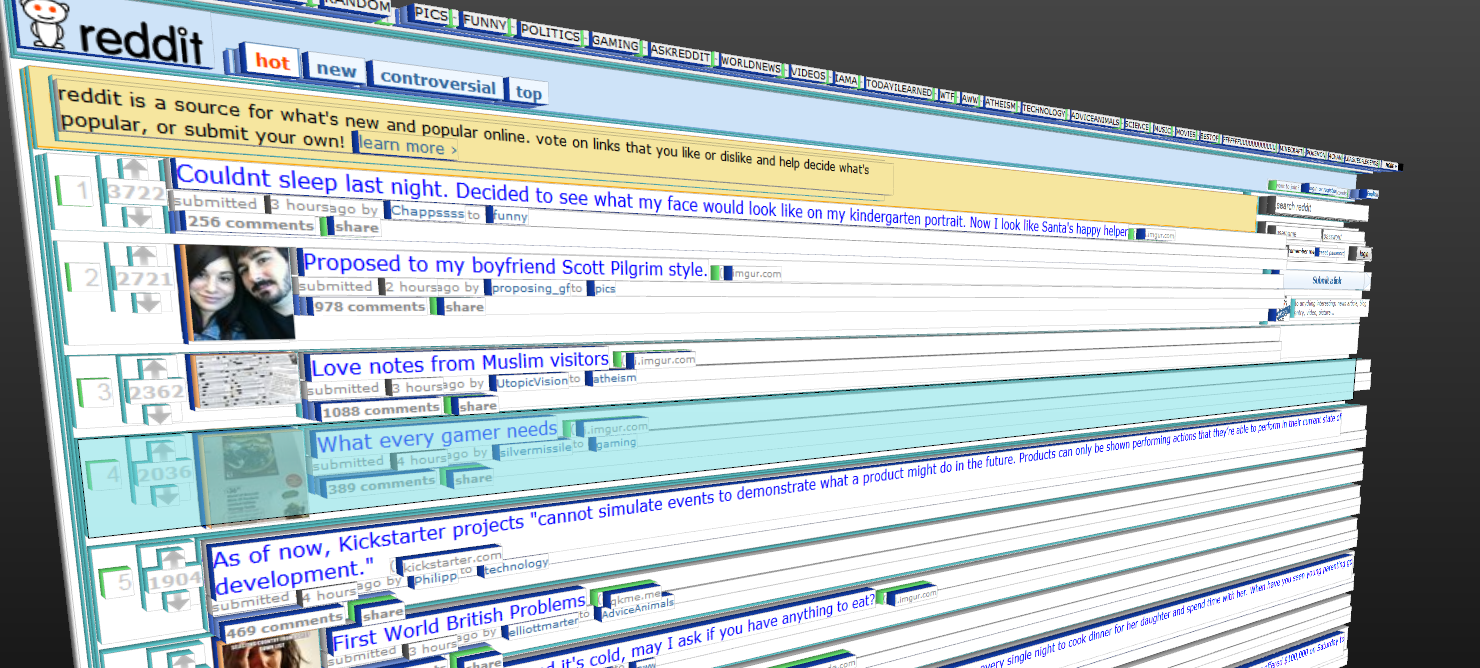 RANDOM
PICS - FUNNY - POLITICS - GAMING - ASKREDDIT - WORLDNEWS - VIDEOS - IAMA - TODAYILEARNED - WTF - AWW - ATHEISM - TECHNOLOGY - ADVICEANIMALS - SCIENCE - MUSIC - MOVIES
reddit
hot new controversial top
reddit is a source for what's new and popular online. vote on links that you like or dislike and help decide what's
popular, or submit your own! learn more ›
search reddit
Submit a link
1
3722
Couldnt sleep last night. Decided to see what my face would look like on my kindergarten portrait. Now I look like Santa's happy helper imgur.com
submitted 3 hours ago by Chappssss to funny
256 comments share
2
2721
Proposed to my boyfriend Scott Pilgrim style. imgur.com
submitted 2 hours ago by proposing_gf to pics
978 comments share
3
2362
Love notes from Muslim visitors i.imgur.com
submitted 3 hours ago by UtopicVision to atheism
1088 comments share
4
2036
What every gamer needs i.imgur.com
submitted 4 hours ago by silvermissile to gaming
389 comments share
5
1904
As of now, Kickstarter projects "cannot simulate events to demonstrate what a product might do in the future. Products can only be shown performing actions that they're able to perform in their current state of
development." (kickstarter.com
submitted 4 hours ago by Philipp to technology
469 comments share
First World British Problems qkme.me
submitted 3 hours ago by elliottmarter to AdviceAnimals
d it's cold, may I ask if you have anything to eat? i.imgur.com
every single night to cook dinner for her daughter and spend time with her. When have you seen young parenting go